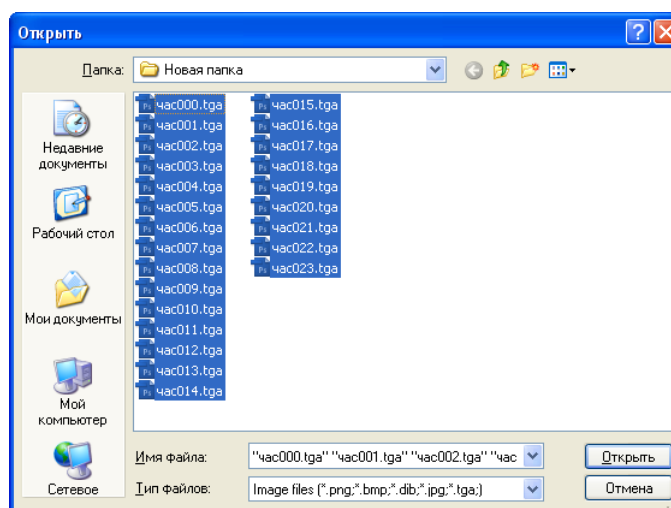 Открыть
Папка: Новая папка
час000.tga
час001.tga
час002.tga
час003.tga
час004.tga
час005.tga
час006.tga
час007.tga
час008.tga
час009.tga
час010.tga
час011.tga
час012.tga
час013.tga
час014.tga
час015.tga
час016.tga
час017.tga
час018.tga
час019.tga
час020.tga
час021.tga
час022.tga
час023.tga
Недавние
документы
Рабочий стол
Мои документы
Мой
компьютер
Сетевое
Имя файла: "час000.tga" "час001.tga" "час002.tga" "час
Открыть
Тип файлов: Image files (*.png;*.bmp;*.dib;*.jpg;*.tga;)
Отмена